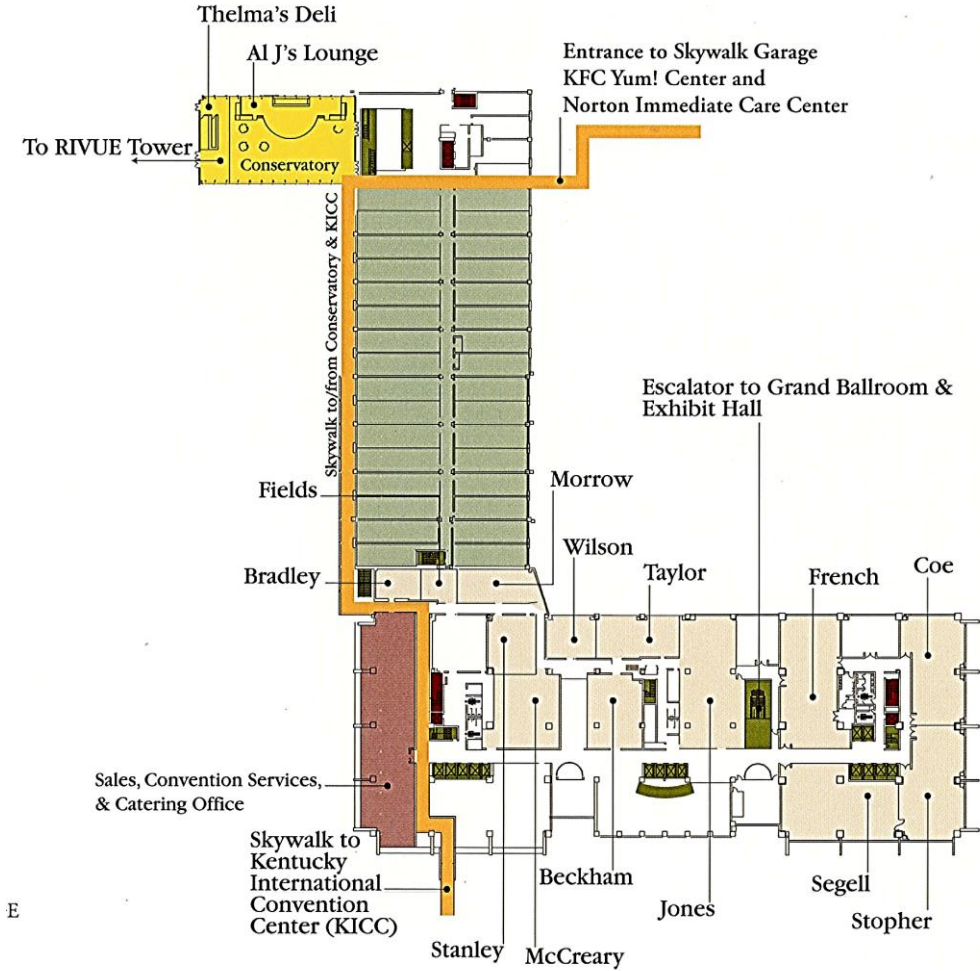 Thelma's Deli
Al J's Lounge
Entrance to Skywalk Garage
KFC Yum! Center and
Norton Immediate Care Center
To RIVUE Tower
Conservatory
Skywalk to/from Conservatory & KICC
Escalator to Grand Ballroom &
Exhibit Hall
Fields
Morrow
Wilson
Bradley
Taylor
French
Coe
Sales, Convention Services,
& Catering Office
Skywalk to
Kentucky
International
Convention
Center (KICC)
Beckham
Segell
Jones
Stopher
E
Stanley
McCreary